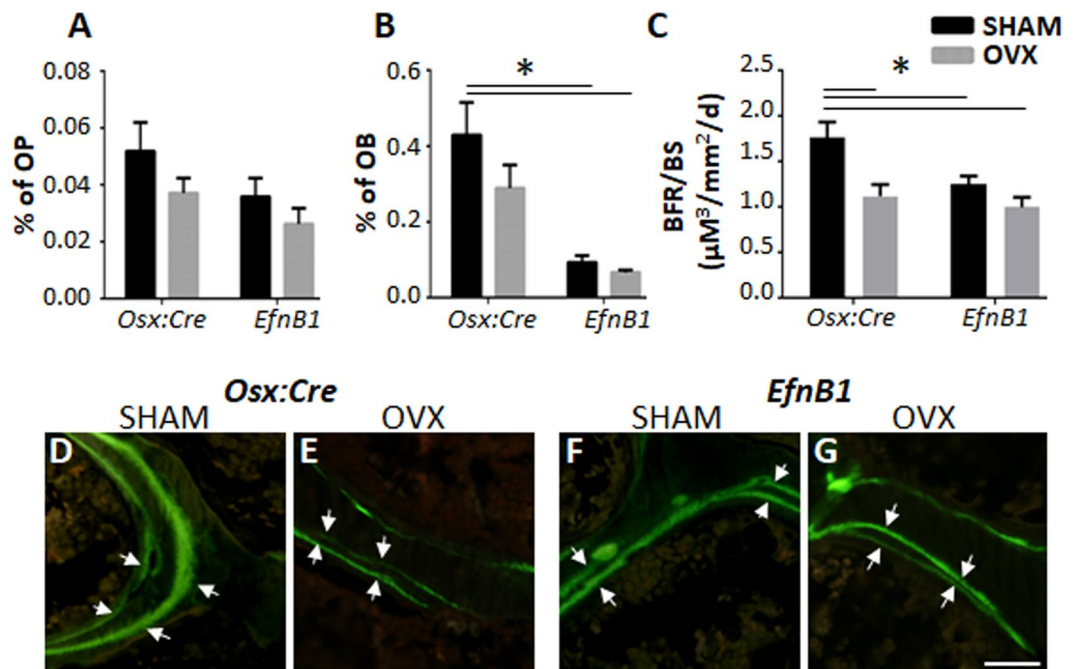 A
% of OP
0.08
0.06
0.04
0.02
0.00
Osx:Cre EfnB1
B
% of OB
0.6
0.4
0.2
0.0
*
Osx:Cre EfnB1
C
SHAM
OVX
BFR/BS
(μM³/mm²/d)
2.5
2.0
1.5
1.0
0.5
0.0
*
Osx:Cre EfnB1
Osx:Cre
SHAM OVX
EfnB1
SHAM OVX
D
E
F
G